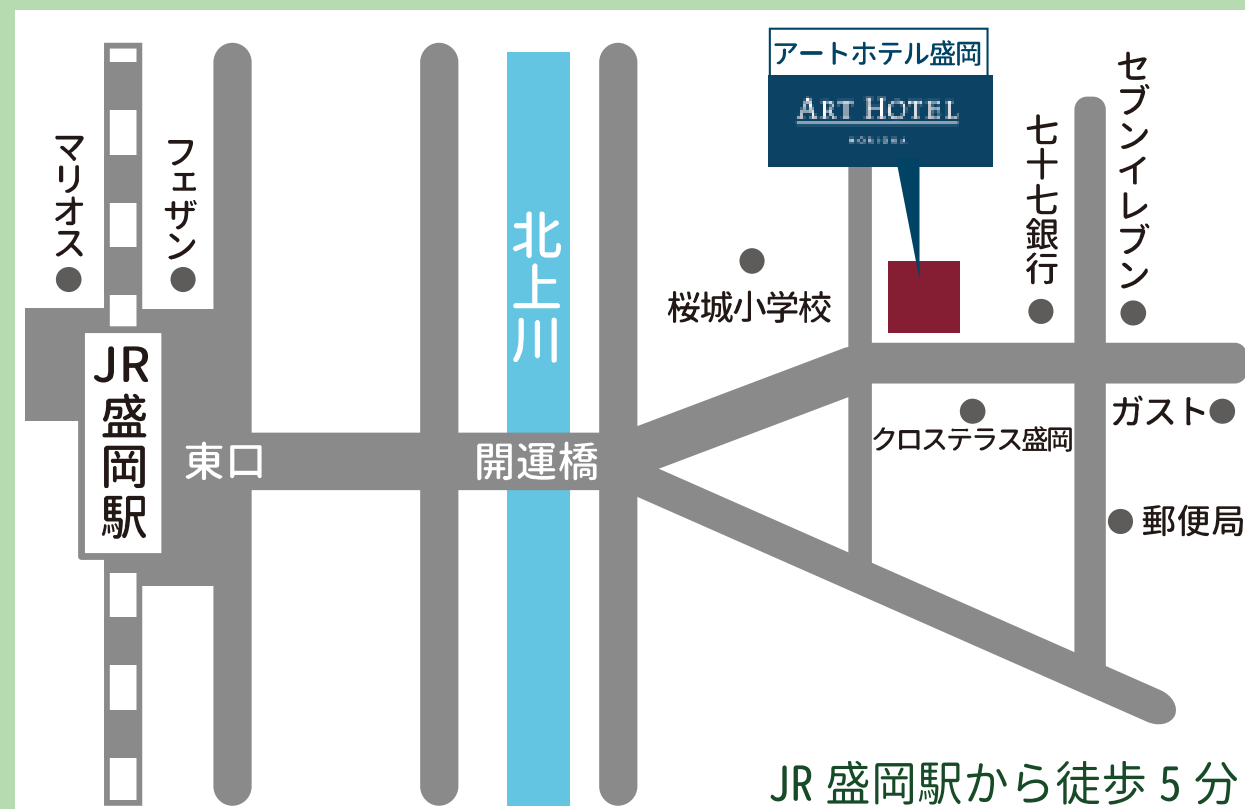 アートホテル盛岡
ART HOTEL
MORIOKA
セブンイレブン
七十七銀行
マリオス
フェザン
北上川
桜城小学校
JR盛岡駅
東口
開運橋
クロステラス盛岡
ガスト
郵便局
JR 盛岡駅から徒歩 5 分